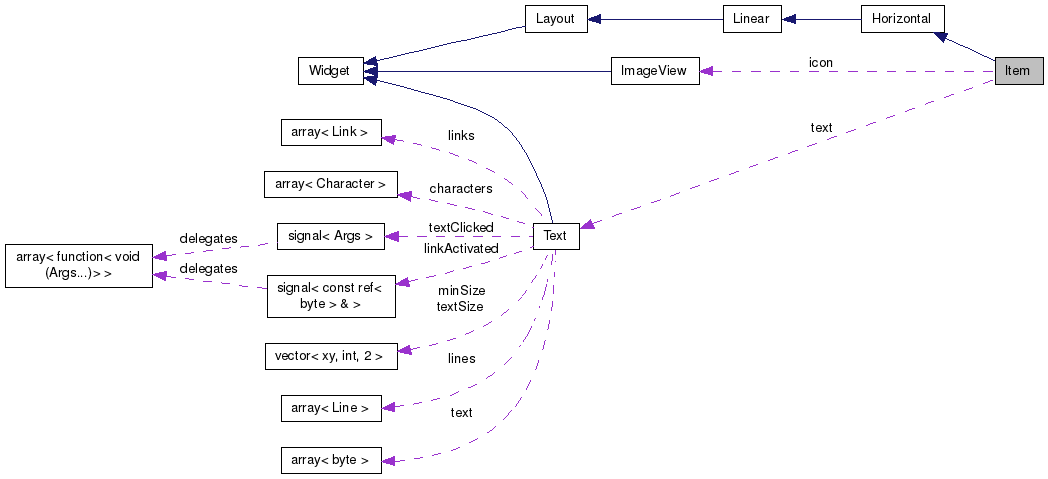 Layout
Linear
Horizontal
Widget
ImageView
icon
Item
text
array< Link >
links
array< Character >
characters
textClicked
signal< Args >
Text
linkActivated
delegates
array< function< void
(Args...)> >
delegates
signal< const ref<
byte > & >
minSize
textSize
vector< xy, int, 2 >
lines
array< Line >
text
array< byte >